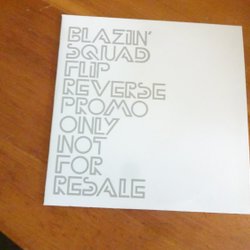 BLAZIN'
SQUAD
FLIP
REVERSE
PROMO
ONLY
NOT
FOR
RESALE